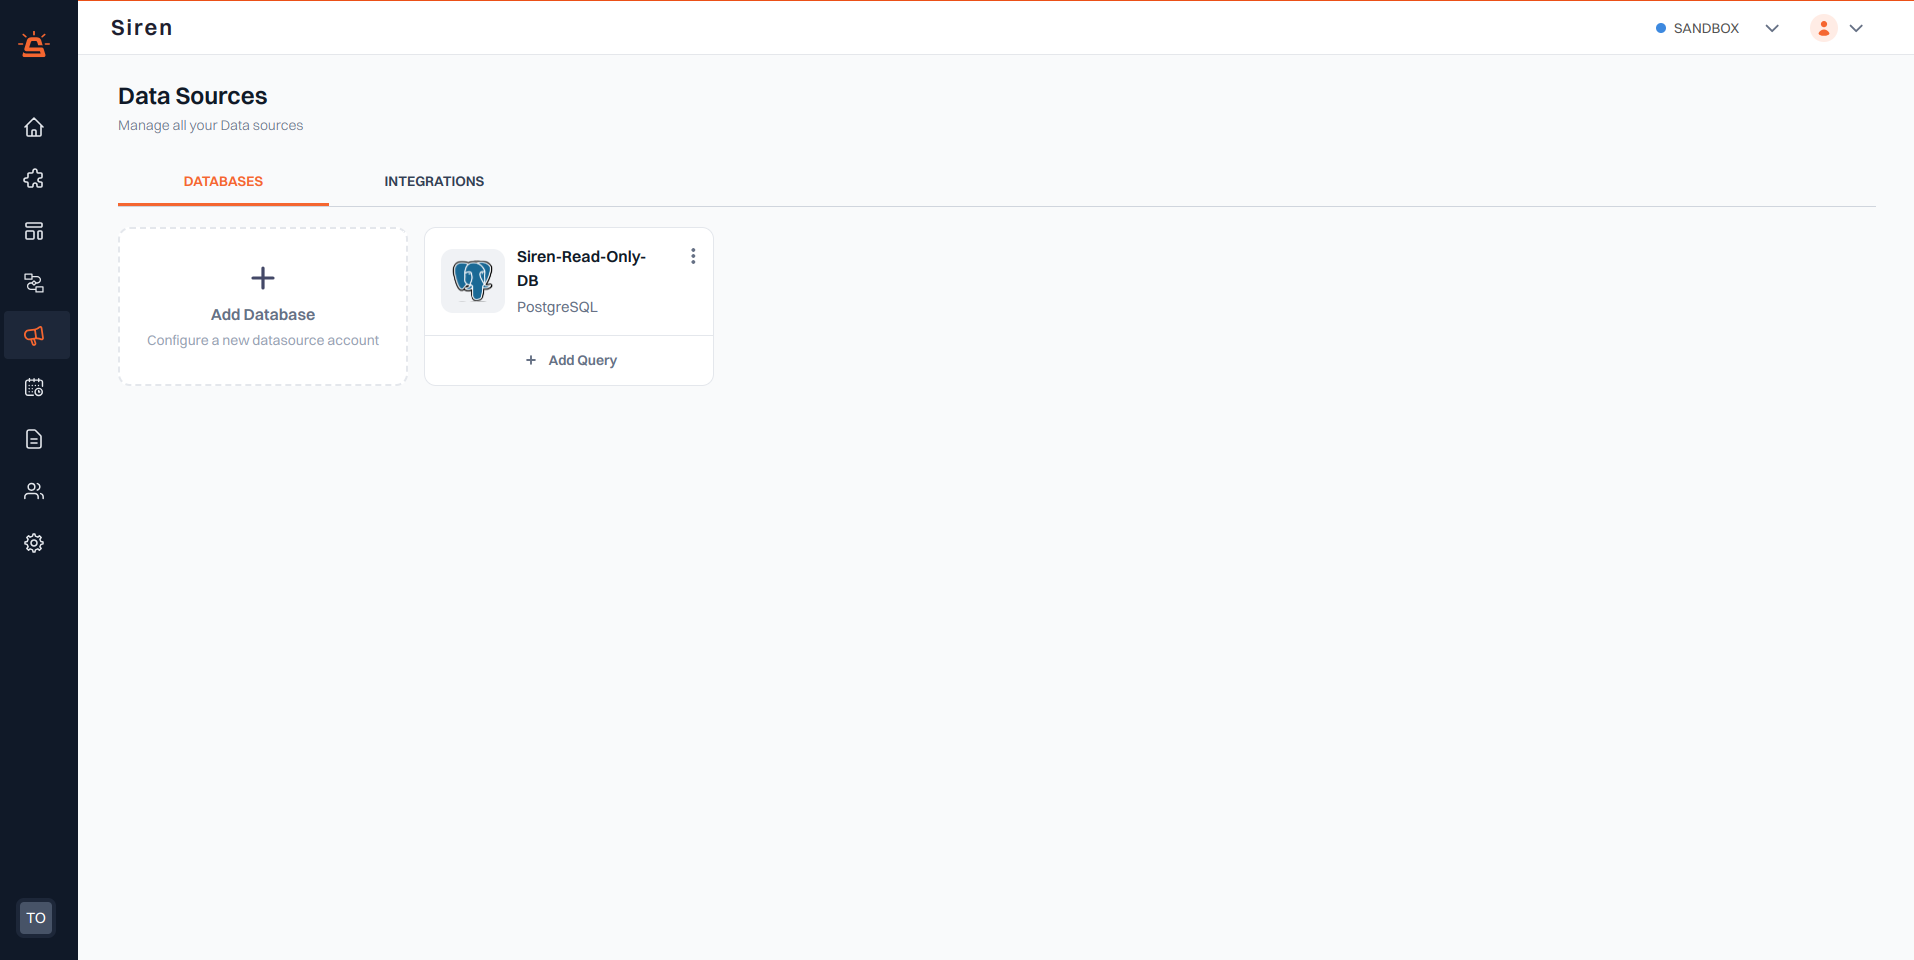 Siren
SANDBOX
Data Sources
Manage all your Data sources
DATABASES
INTEGRATIONS
Add Database
Configure a new datasource account
Siren-Read-Only-
DB
PostgreSQL
Add Query
TO